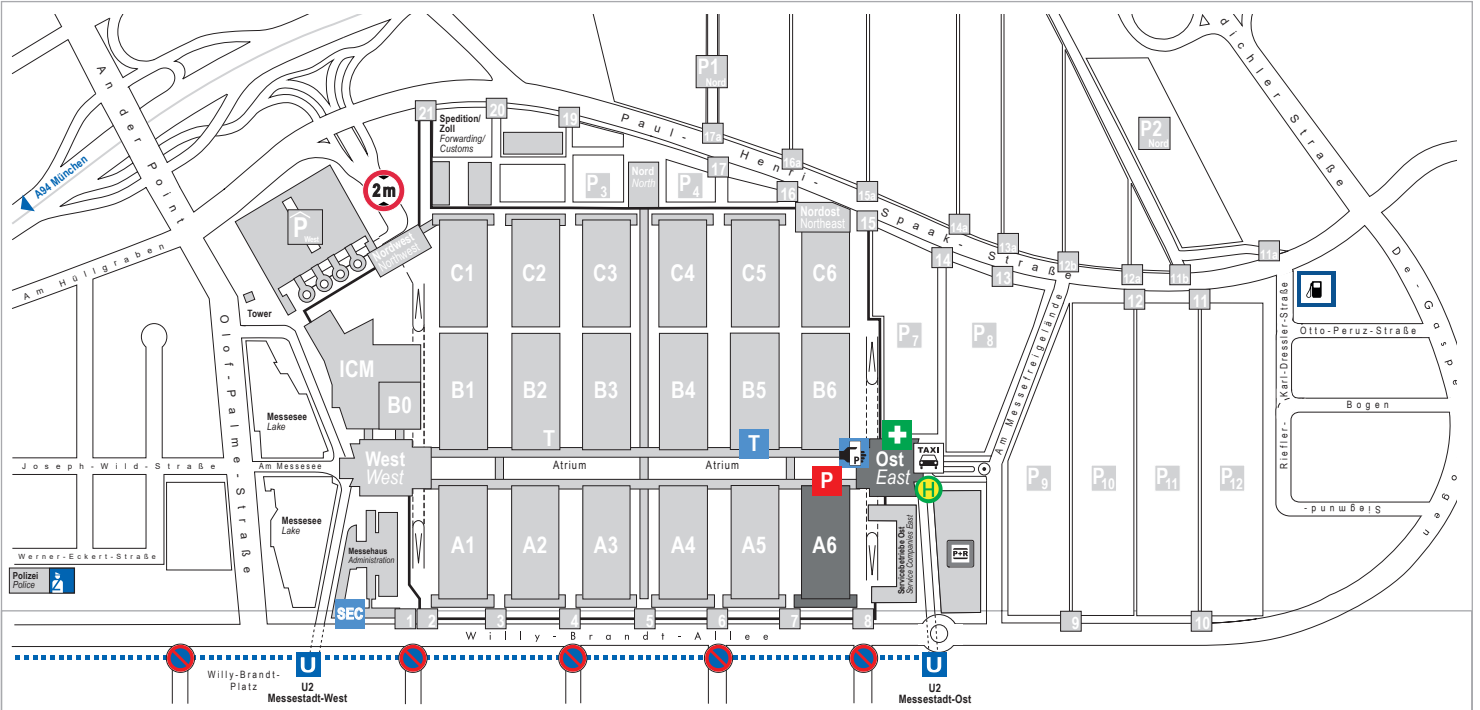 An der Point
A94 München
Am Hüllgraben
Olof-Palme-Straße
2m
P
West
Tower
ICM
B0
Nordwest
Northwest
Messesee
Lake
Messesee
Lake
Joseph-Wild-Straße
Am Messesee
Werner-Eckert-Straße
Polizei
Police
West
West
Messehaus
Administration
SEC
21
20
19
Spedition/
Zoll
Forwarding/
Customs
P3
Nord
North
P4
P1
Nord
17a
17
16a
16
15a
15
14a
14
13a
13
12b
12a
11b
11a
12
11
Paul-Henri-Spaak-Straße
Nordost
Northeast
P2
Nord
dichler Straße
De-Gasperi-Bogen
C1
C2
C3
C4
C5
C6
B1
B2
B3
B4
B5
B6
T
T
Atrium
Atrium
P
P
Ost
East
TAXI
H
A1
A2
A3
A4
A5
A6
Servicebetriebe Ost
Service Companies East
P+R
P7
P8
P9
P10
P11
P12
Am Messefreigelände
Karl-Dressler-Straße
Otto-Peruz-Straße
Bogen
Riefler-
Siegmund-
1
2
3
4
5
6
7
8
9
10
Willy-Brandt-Allee
Willy-Brandt-
Platz
U
U2
Messestadt-West
U
U2
Messestadt-Ost